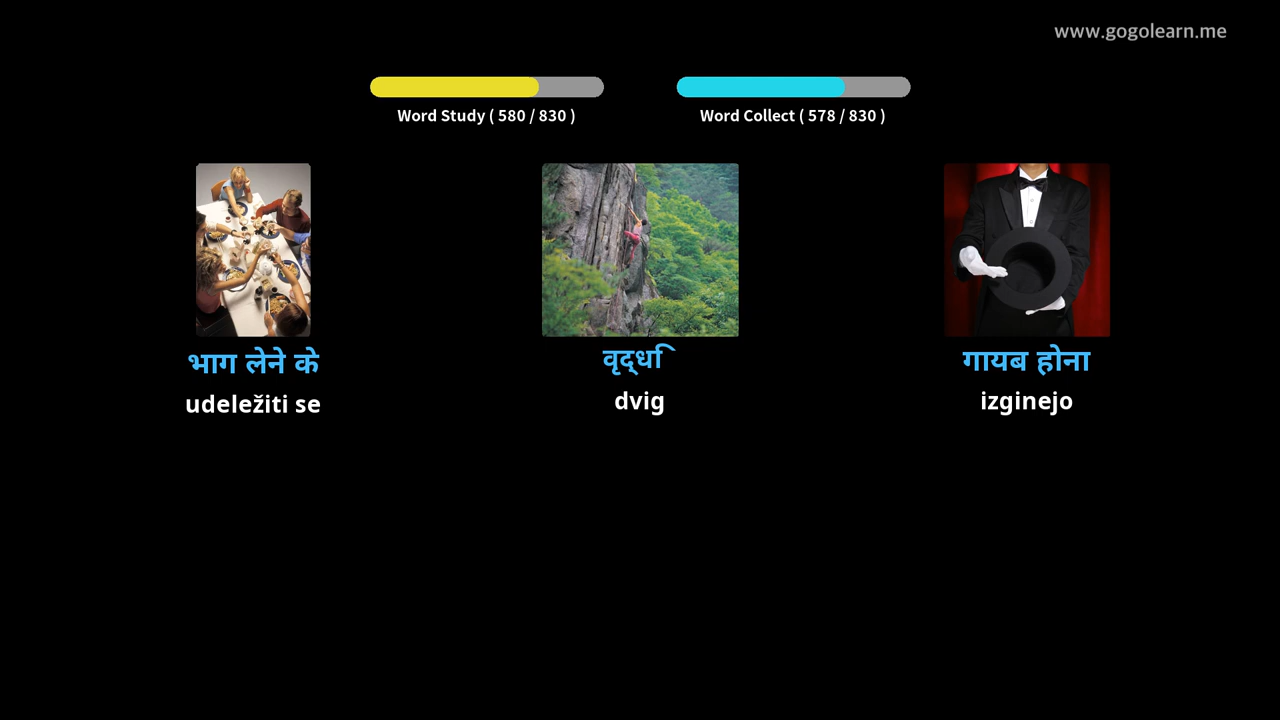 www.gogolearn.me
Word Study ( 580 / 830 )
Word Collect ( 578 / 830 )
भाग लेने के
udeležiti se
वृद्धि
dvig
गायब होना
izginejo